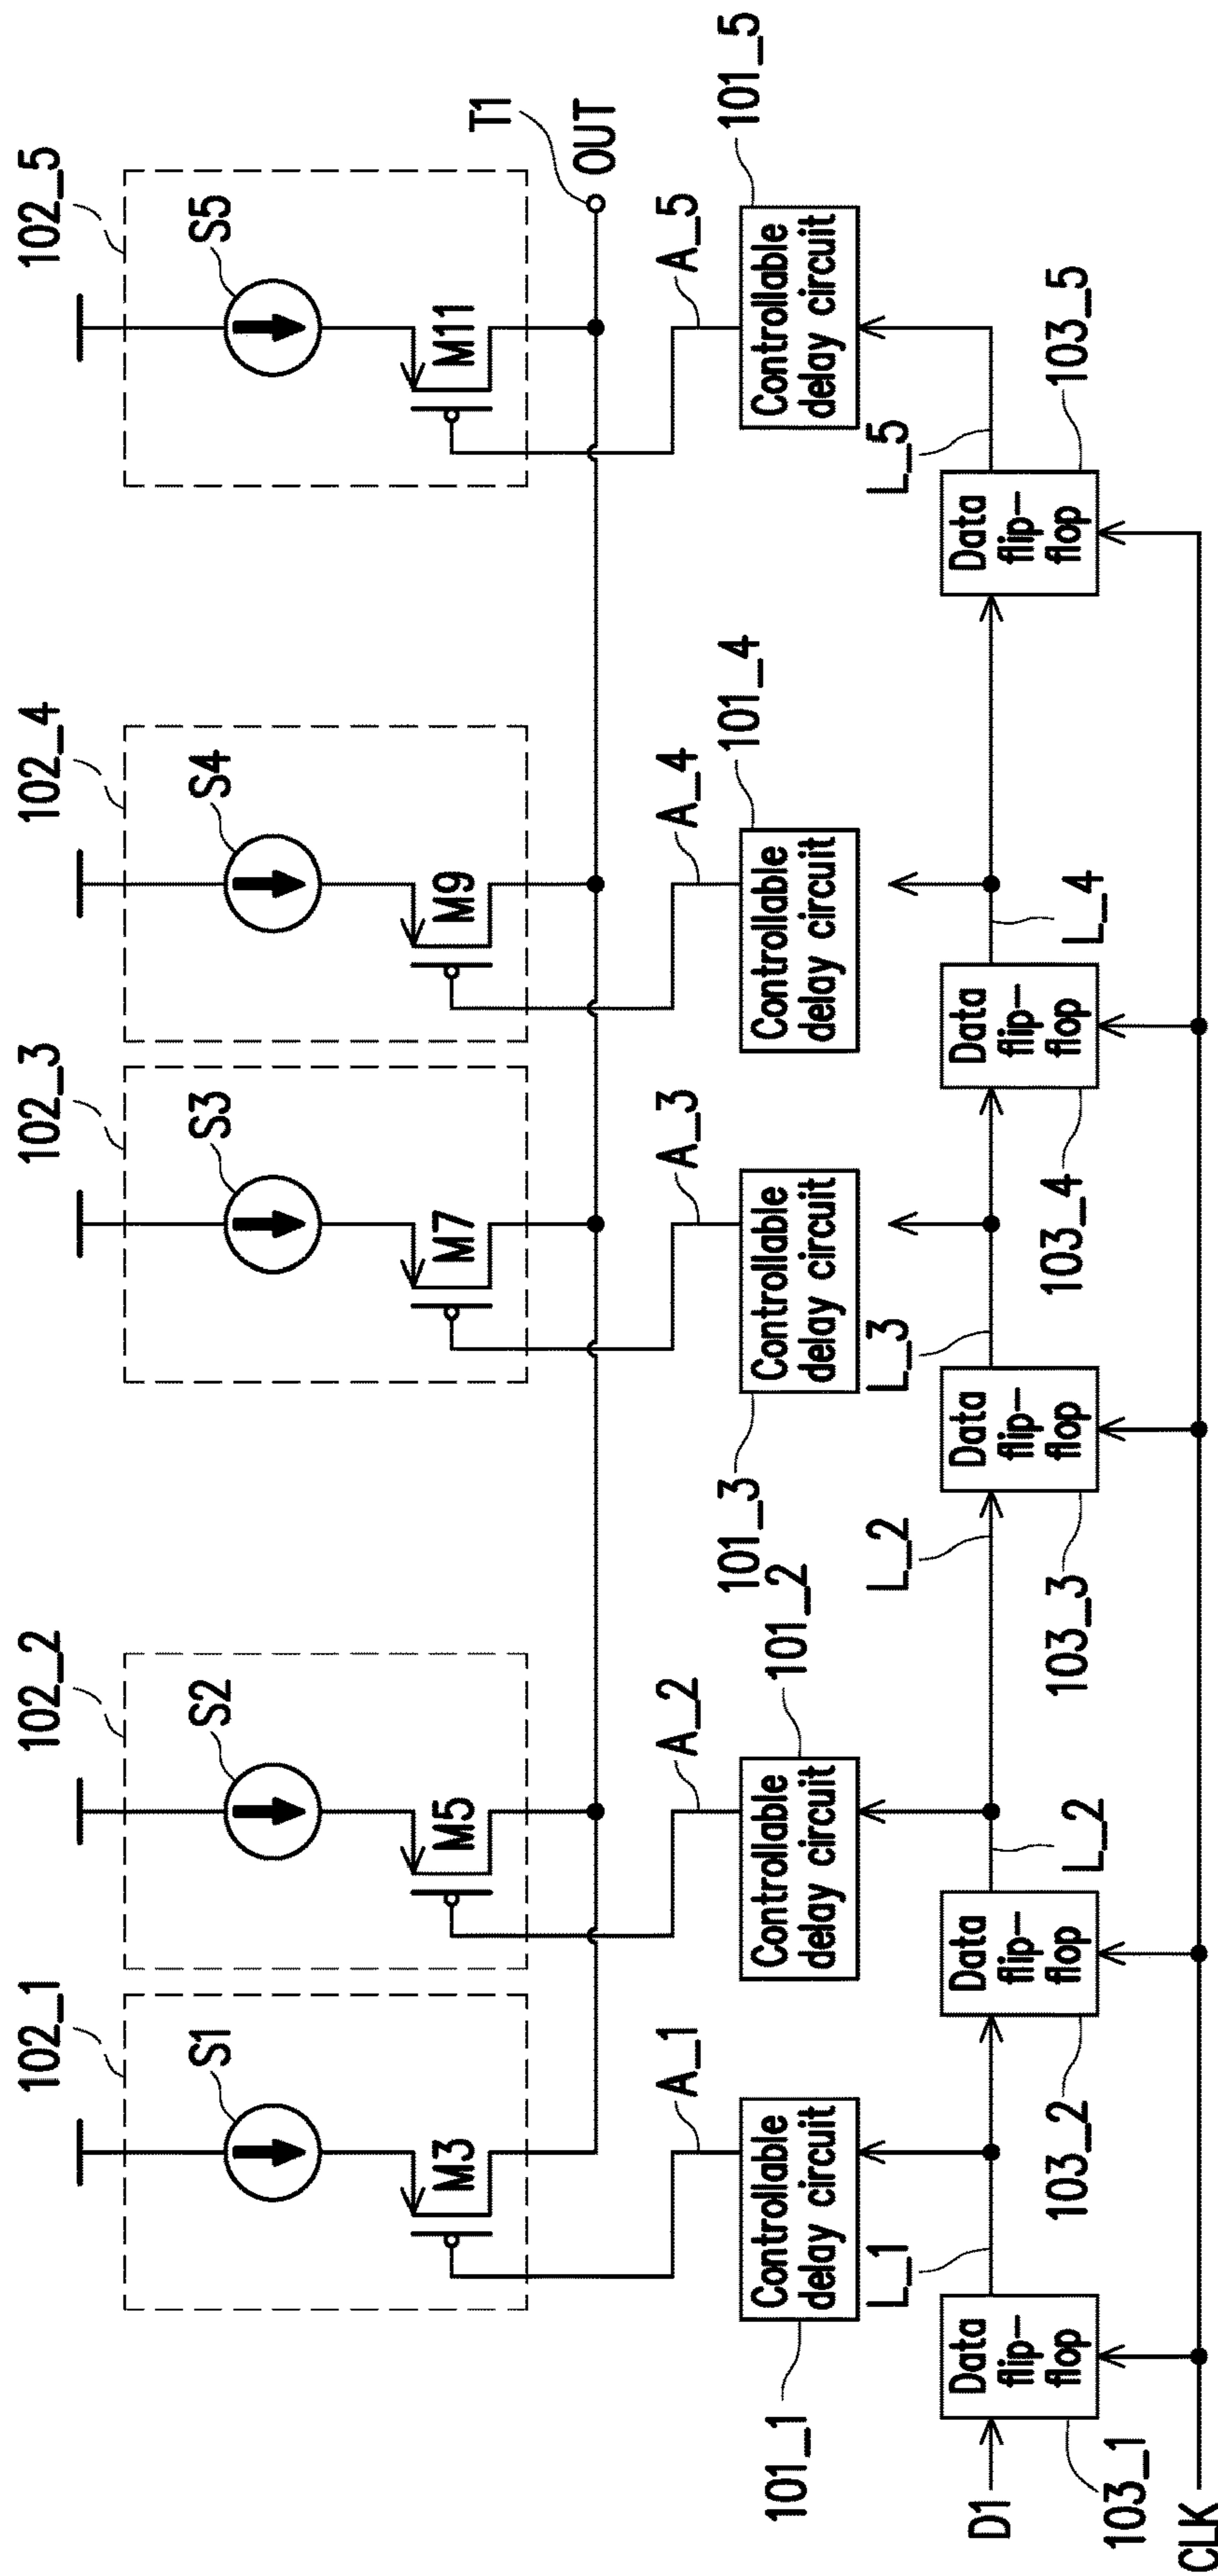 102_1
102_2
102_3
102_4
102_5
S1
S2
S3
S4
S5
M3
M5
M7
M9
M11
T1
OUT
A_1
A_2
A_3
A_4
A_5
101_1
Controllable
delay circuit
101_2
Controllable
delay circuit
101_3
Controllable
delay circuit
101_4
Controllable
delay circuit
101_5
Controllable
delay circuit
L_1
L_2
L_2
L_3
L_4
L_5
D1
Data
flip-
flop
103_1
Data
flip-
flop
103_2
Data
flip-
flop
103_3
Data
flip-
flop
103_4
Data
flip-
flop
103_5
CLK